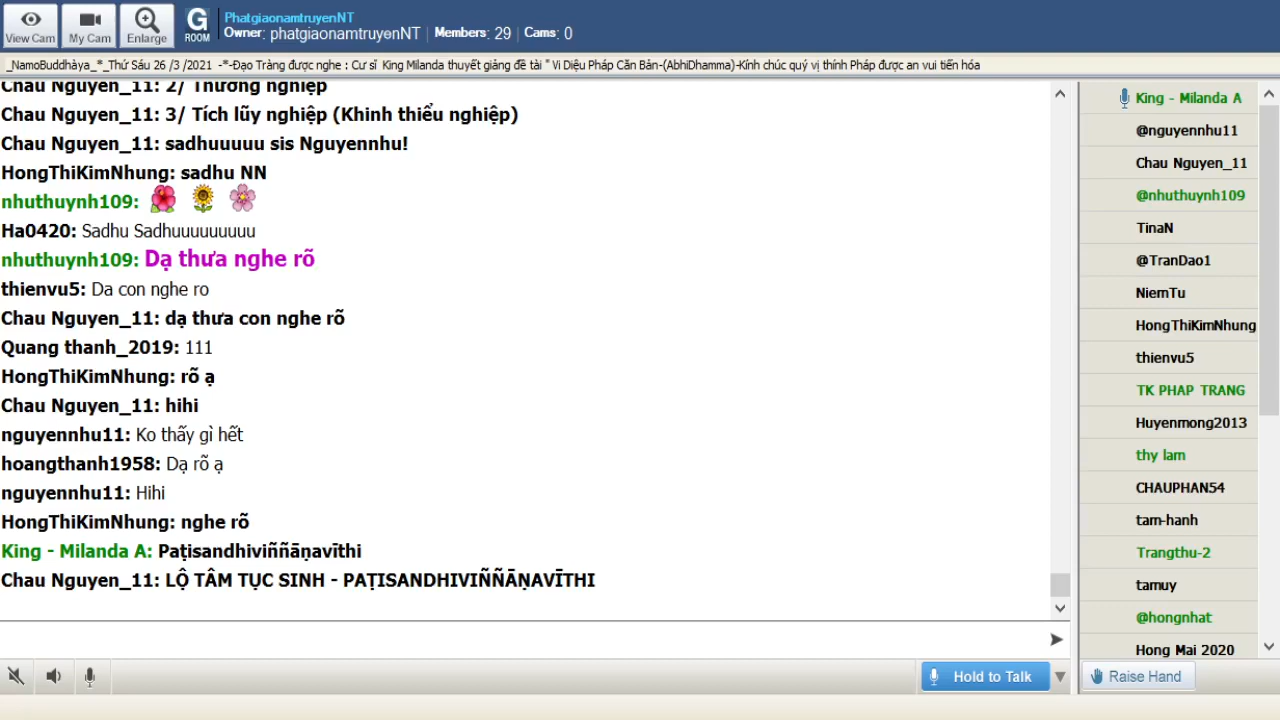 View Cam
My Cam
Enlarge
G
ROOM
PhatgiaonamtruyenNT
Owner: phatgiaonamtruyenNT | Members: 29 | Cams: 0
_NamoBuddhàya_*_Thứ Sáu 26 /3 /2021 -*-Đạo Tràng được nghe : Cư sĩ King Milanda thuyết giảng đề tài " Vi Diệu Pháp Căn Bản-(AbhiDhamma)-Kính chúc quý vị thính Pháp được an vui tiến hóa
Chau Nguyen_11: 2/ Thường nghiệp
Chau Nguyen_11: 3/ Tích lũy nghiệp (Khinh thiểu nghiệp)
Chau Nguyen_11: sadhuuuuu sis Nguyennhu!
HongThiKimNhung: sadhu NN
nhuthuynh109:
Ha0420: Sadhu Sadhuuuuuuuuu
nhuthuynh109: Dạ thưa nghe rõ
thienvu5: Da con nghe ro
Chau Nguyen_11: dạ thưa con nghe rõ
Quang thanh_2019: 111
HongThiKimNhung: rõ ạ
Chau Nguyen_11: hihi
nguyennhu11: Ko thấy gì hết
hoangthanh1958: Dạ rõ ạ
nguyennhu11: Hihi
HongThiKimNhung: nghe rõ
King - Milanda A: Paṭisandhiviññāṇavīthi
Chau Nguyen_11: LỘ TÂM TỤC SINH - PAṬISANDHIVIÑÑĀṆAVĪTHI
King - Milanda A
@nguyennhu11
Chau Nguyen_11
@nhuthuynh109
TinaN
@TranDao1
NiemTu
HongThiKimNhung
thienvu5
TK PHAP TRANG
Huyenmong2013
thy lam
CHAUPHAN54
tam-hanh
Trangthu-2
tamuy
@hongnhat
Hong Mai 2020
Hold to Talk
Raise Hand